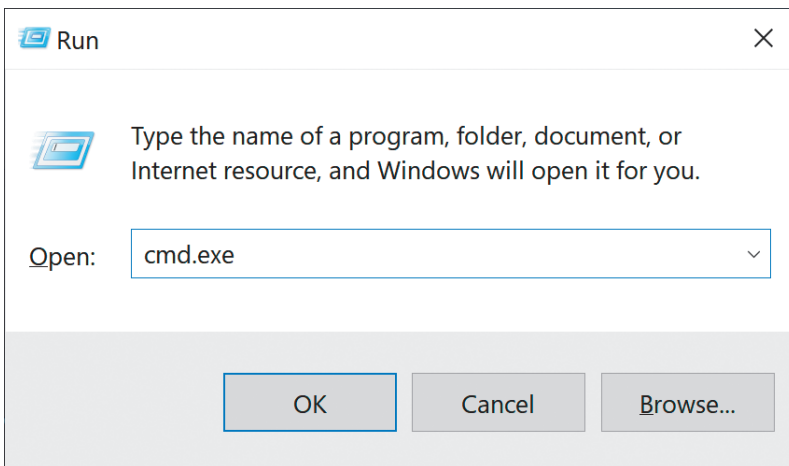 Run
Type the name of a program, folder, document, or
Internet resource, and Windows will open it for you.
Open: cmd.exe
OK Cancel Browse...